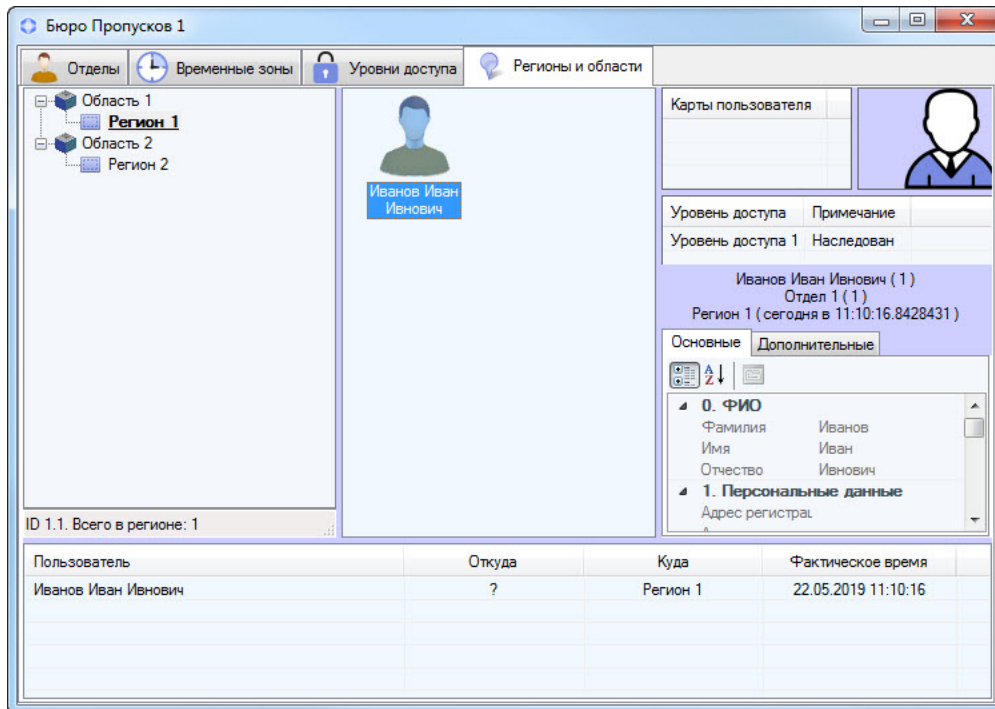 Бюро Пропусков 1
Отделы Временные зоны Уровни доступа Регионы и области
Область 1
Регион 1
Область 2
Регион 2
ID 1.1. Всего в регионе: 1
Иванов Иван
Ивнович
Карты пользователя
Уровень доступа Примечание
Уровень доступа 1 Наследован
Иванов Иван Ивнович ( 1 )
Отдел 1 ( 1 )
Регион 1 ( сегодня в 11:10:16.8428431 )
Основные Дополнительные
0. ФИО
Фамилия Иванов
Имя Иван
Отчество Ивнович
1. Персональные данные
Адрес регистрац
Пользователь Откуда Куда Фактическое время
Иванов Иван Ивнович ? Регион 1 22.05.2019 11:10:16